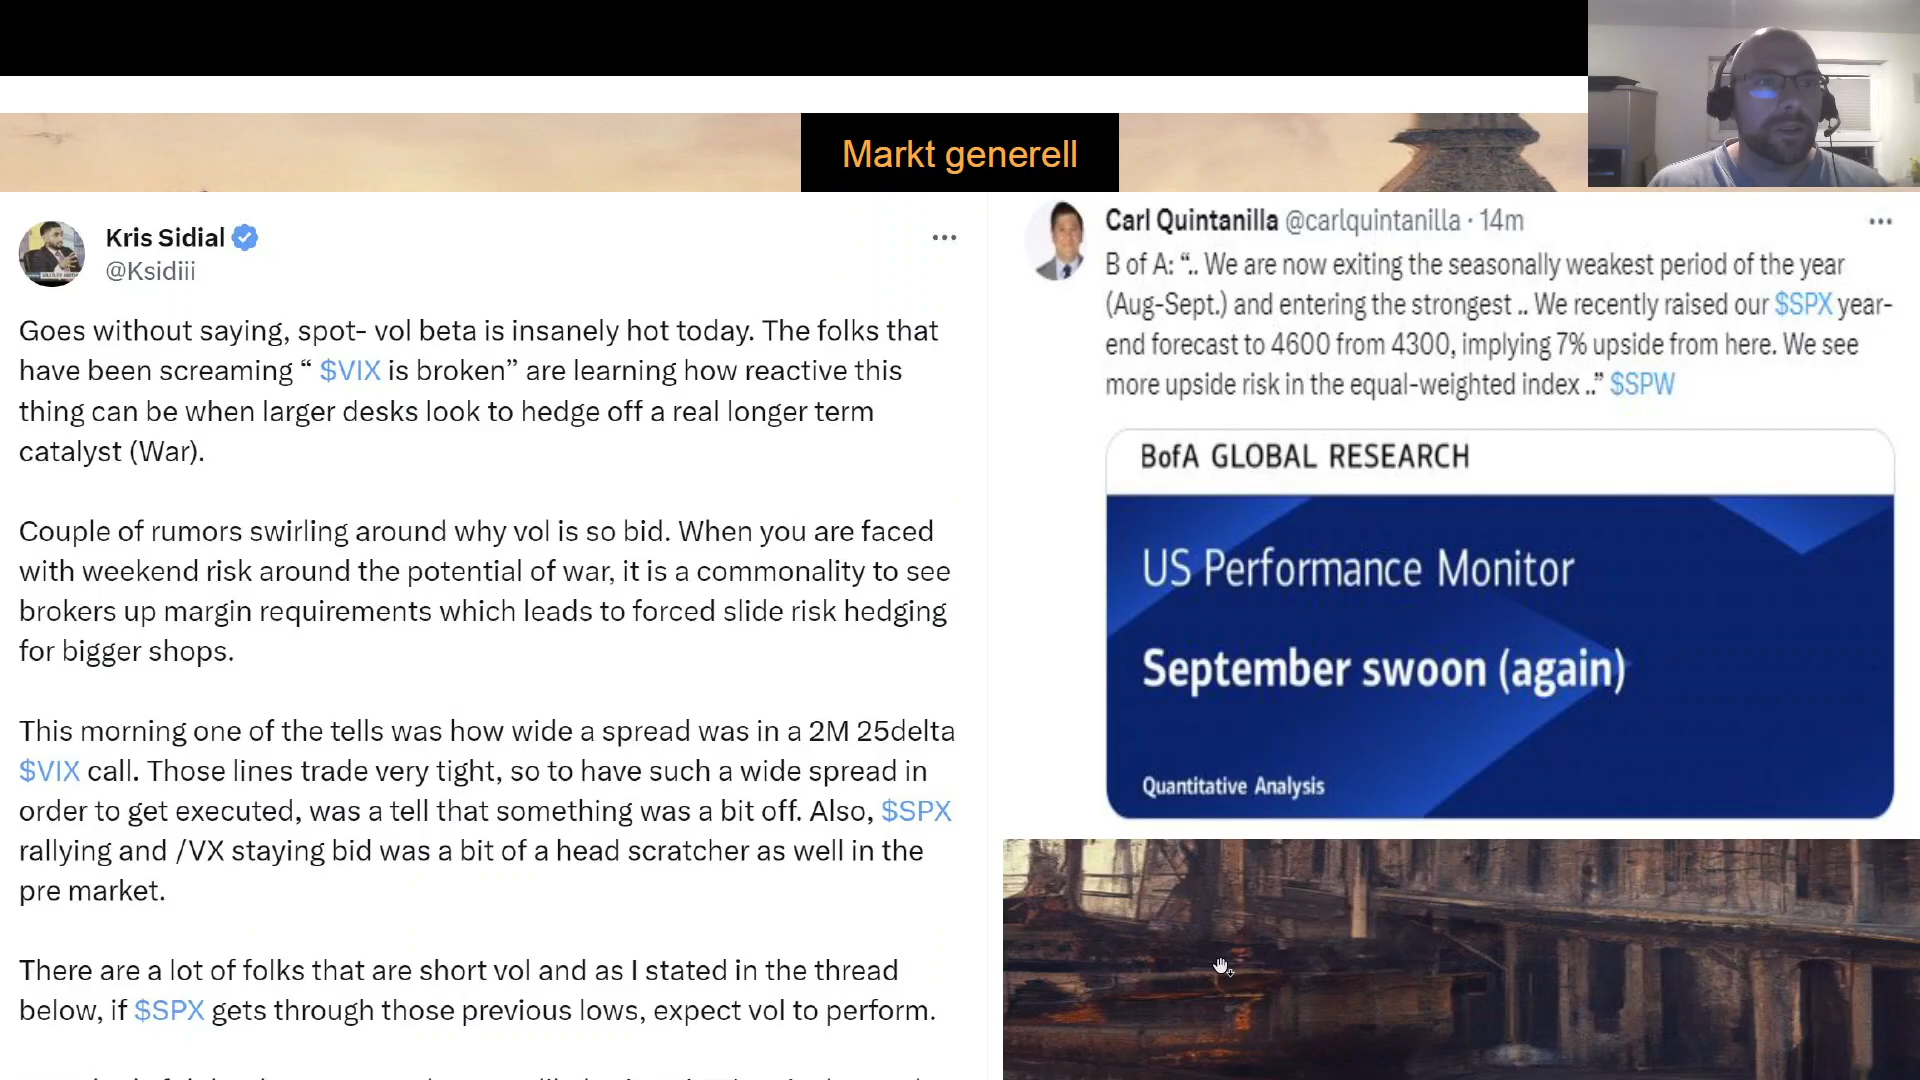 Markt generell
Kris Sidial
@Ksidiii
Goes without saying, spot- vol beta is insanely hot today. The folks that
have been screaming “ $VIX is broken” are learning how reactive this
thing can be when larger desks look to hedge off a real longer term
catalyst (War).
Couple of rumors swirling around why vol is so bid. When you are faced
with weekend risk around the potential of war, it is a commonality to see
brokers up margin requirements which leads to forced slide risk hedging
for bigger shops.
This morning one of the tells was how wide a spread was in a 2M 25delta
$VIX call. Those lines trade very tight, so to have such a wide spread in
order to get executed, was a tell that something was a bit off. Also, $SPX
rallying and /VX staying bid was a bit of a head scratcher as well in the
pre market.
There are a lot of folks that are short vol and as I stated in the thread
below, if $SPX gets through those previous lows, expect vol to perform.
Carl Quintanilla @carlquintanilla · 14m
B of A: “.. We are now exiting the seasonally weakest period of the year
(Aug-Sept.) and entering the strongest .. We recently raised our $SPX year-
end forecast to 4600 from 4300, implying 7% upside from here. We see
more upside risk in the equal-weighted index ..” $SPW
BofA GLOBAL RESEARCH
US Performance Monitor
September swoon (again)
Quantitative Analysis